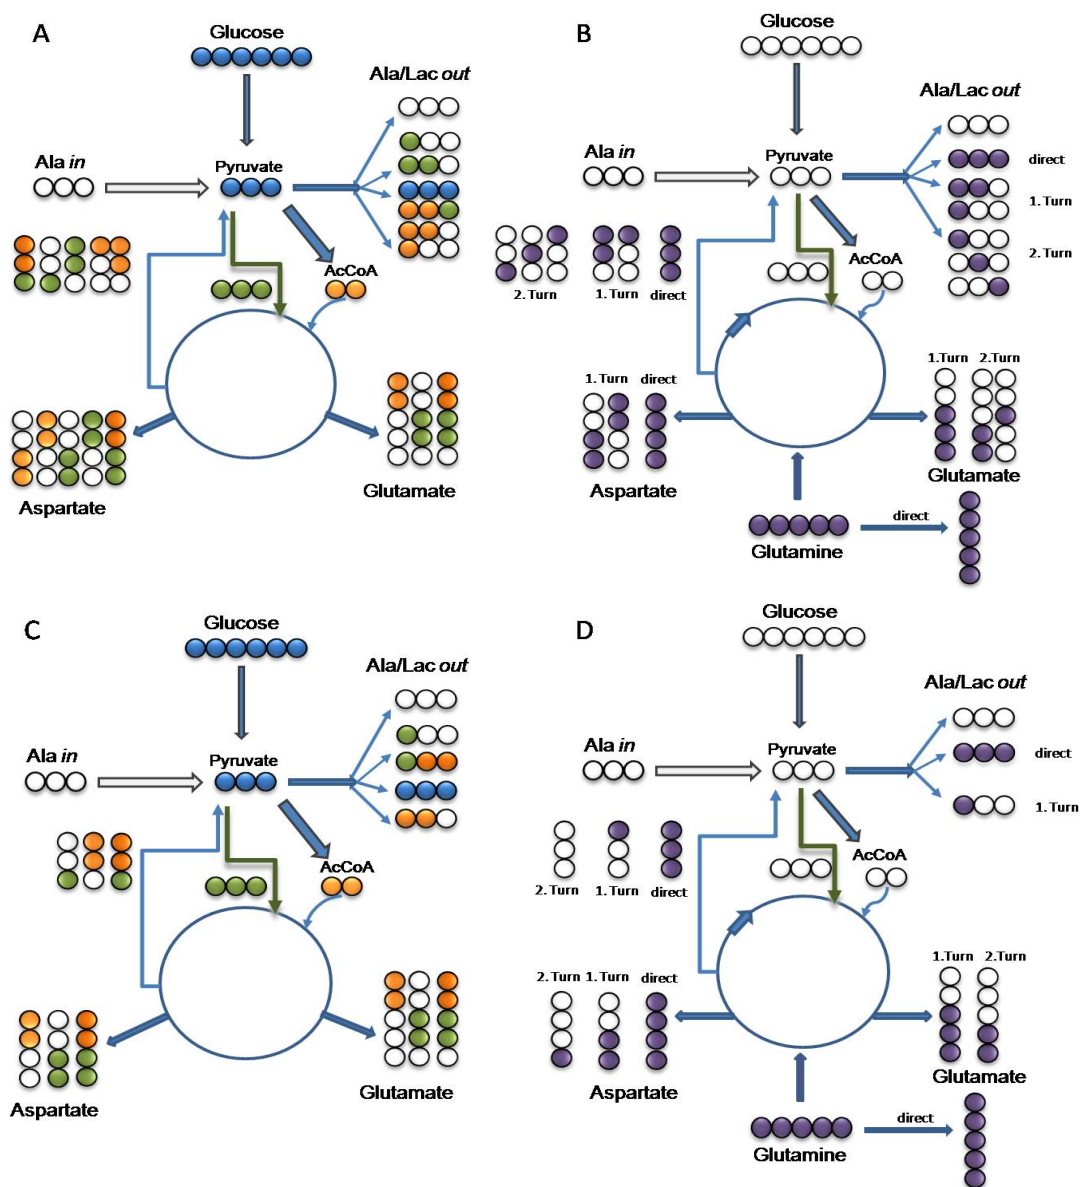 A
Glucose
Ala/Lac out
Ala in
Pyruvate
AcCoA
Aspartate
Glutamate
B
Glucose
Ala/Lac out
Ala in
Pyruvate
direct
1. Turn
2. Turn
AcCoA
2. Turn
1. Turn
direct
1. Turn
direct
1. Turn
2. Turn
Aspartate
Glutamate
direct
Glutamine
C
Glucose
Ala/Lac out
Ala in
Pyruvate
AcCoA
Aspartate
Glutamate
D
Glucose
Ala/Lac out
Ala in
Pyruvate
direct
1. Turn
AcCoA
2. Turn
1. Turn
direct
2. Turn
1. Turn
direct
1. Turn
2. Turn
Aspartate
Glutamate
direct
Glutamine